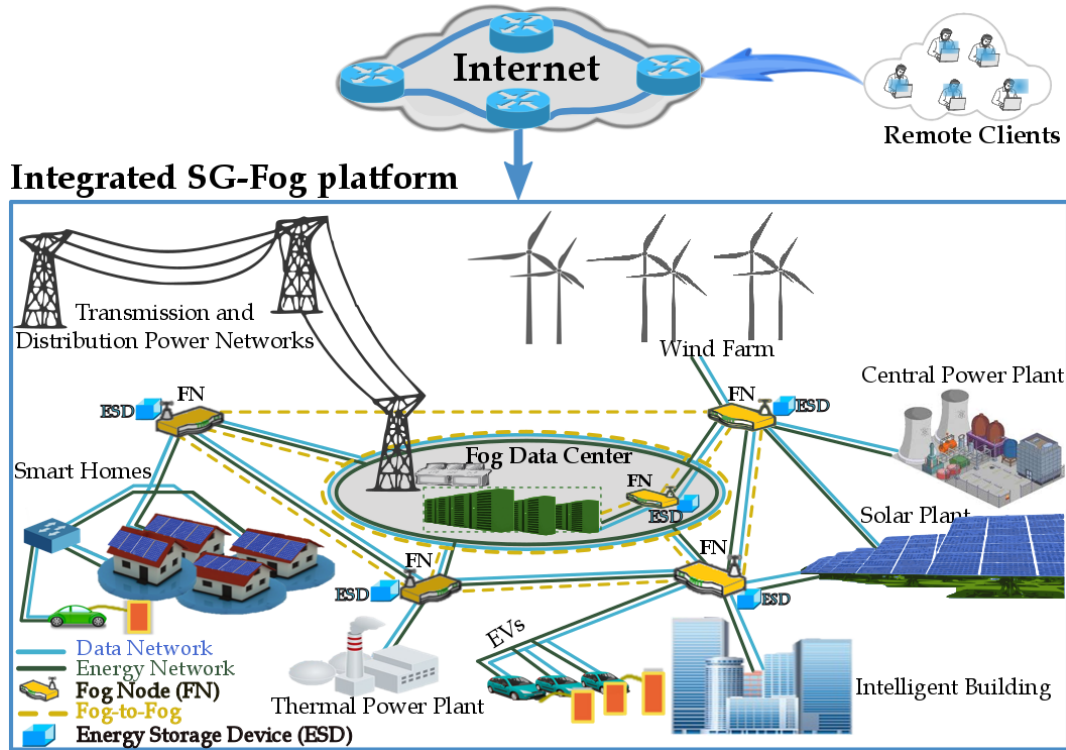 Internet
Remote Clients
Integrated SG-Fog platform
Transmission and
Distribution Power Networks
Wind Farm
Central Power Plant
FN
ESD
FN
ESD
Smart Homes
Fog Data Center
FN
ESD
Solar Plant
FN
ESD
FN
ESD
EVs
Data Network
Energy Network
Fog Node (FN)
Fog-to-Fog
Energy Storage Device (ESD)
Thermal Power Plant
Intelligent Building